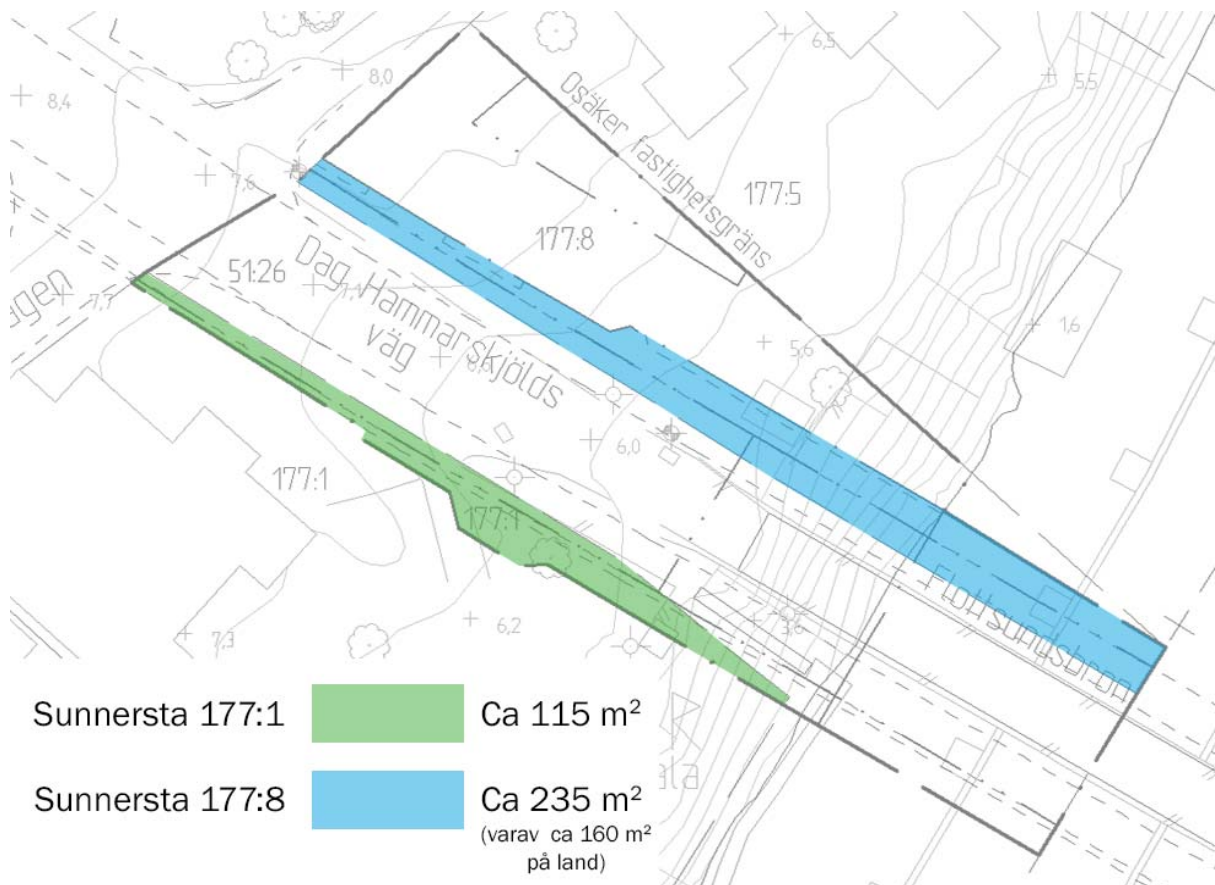 6,5
8,0
8,4
5,5
Osäker fastighetsgräns
7,6
177:5
177:8
51:26
Dag Hammarskjölds
väg
7,7
7,1
5,6
1,6
6,0
177:1
177:1
7,3
6,2
3,6
Flottsundsbron
Sunnersta 177:1
Ca 115 m²
Sunnersta 177:8
Ca 235 m²
(varav ca 160 m²
på land)